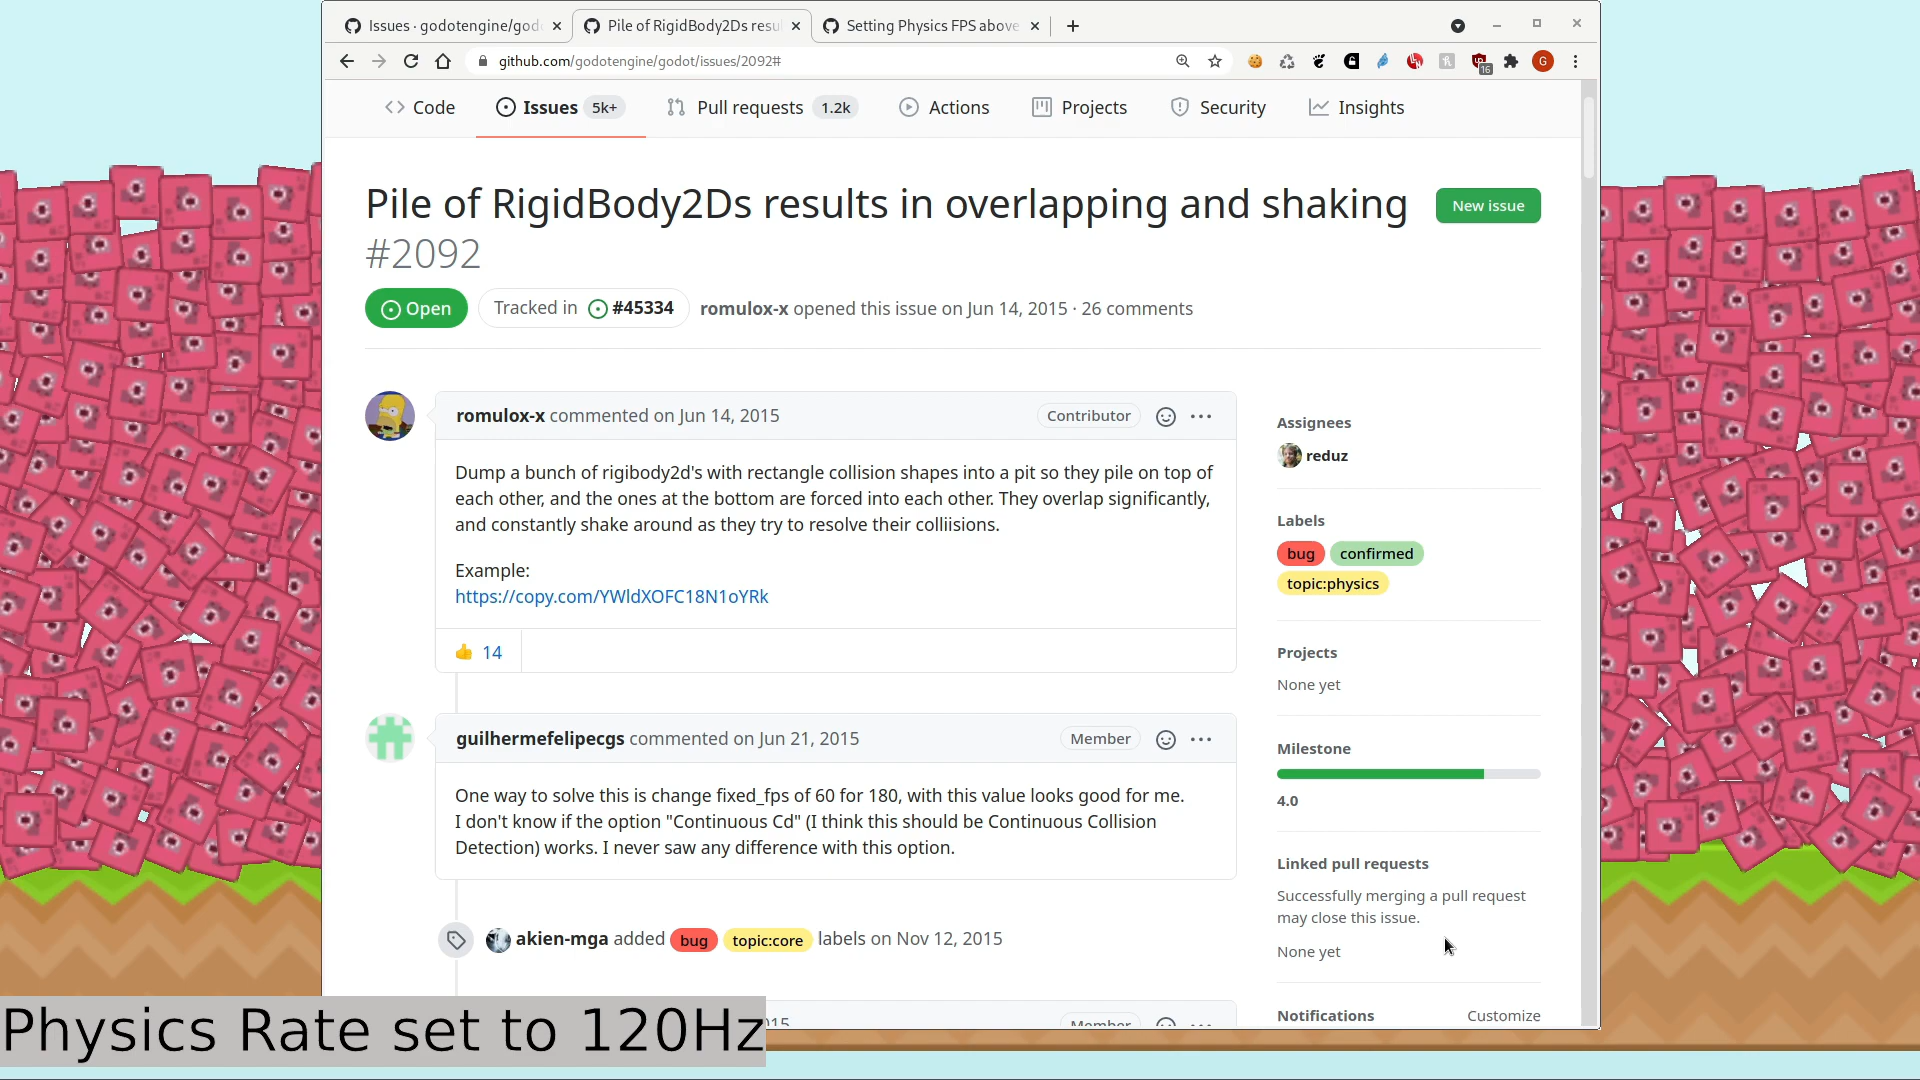 Issues · godotengine/god
Pile of RigidBody2Ds resul
Setting Physics FPS above
github.com/godotengine/godot/issues/2092#
16
G
Code
Issues 5k+
Pull requests 1.2k
Actions
Projects
Security
Insights
Pile of RigidBody2Ds results in overlapping and shaking
#2092
New issue
Open
Tracked in #45334
romulox-x opened this issue on Jun 14, 2015 · 26 comments
romulox-x commented on Jun 14, 2015
Contributor
Dump a bunch of rigibody2d's with rectangle collision shapes into a pit so they pile on top of
each other, and the ones at the bottom are forced into each other. They overlap significantly,
and constantly shake around as they try to resolve their colliisions.
Example:
https://copy.com/YWldXOFC18N1oYRk
👍 14
guilhermefelipecgs commented on Jun 21, 2015
Member
One way to solve this is change fixed_fps of 60 for 180, with this value looks good for me.
I don't know if the option "Continuous Cd" (I think this should be Continuous Collision
Detection) works. I never saw any difference with this option.
akien-mga added bug topic:core labels on Nov 12, 2015
2015
Member
Assignees
reduz
Labels
bug confirmed
topic:physics
Projects
None yet
Milestone
4.0
Linked pull requests
Successfully merging a pull request
may close this issue.
None yet
Notifications
Customize
Physics Rate set to 120Hz